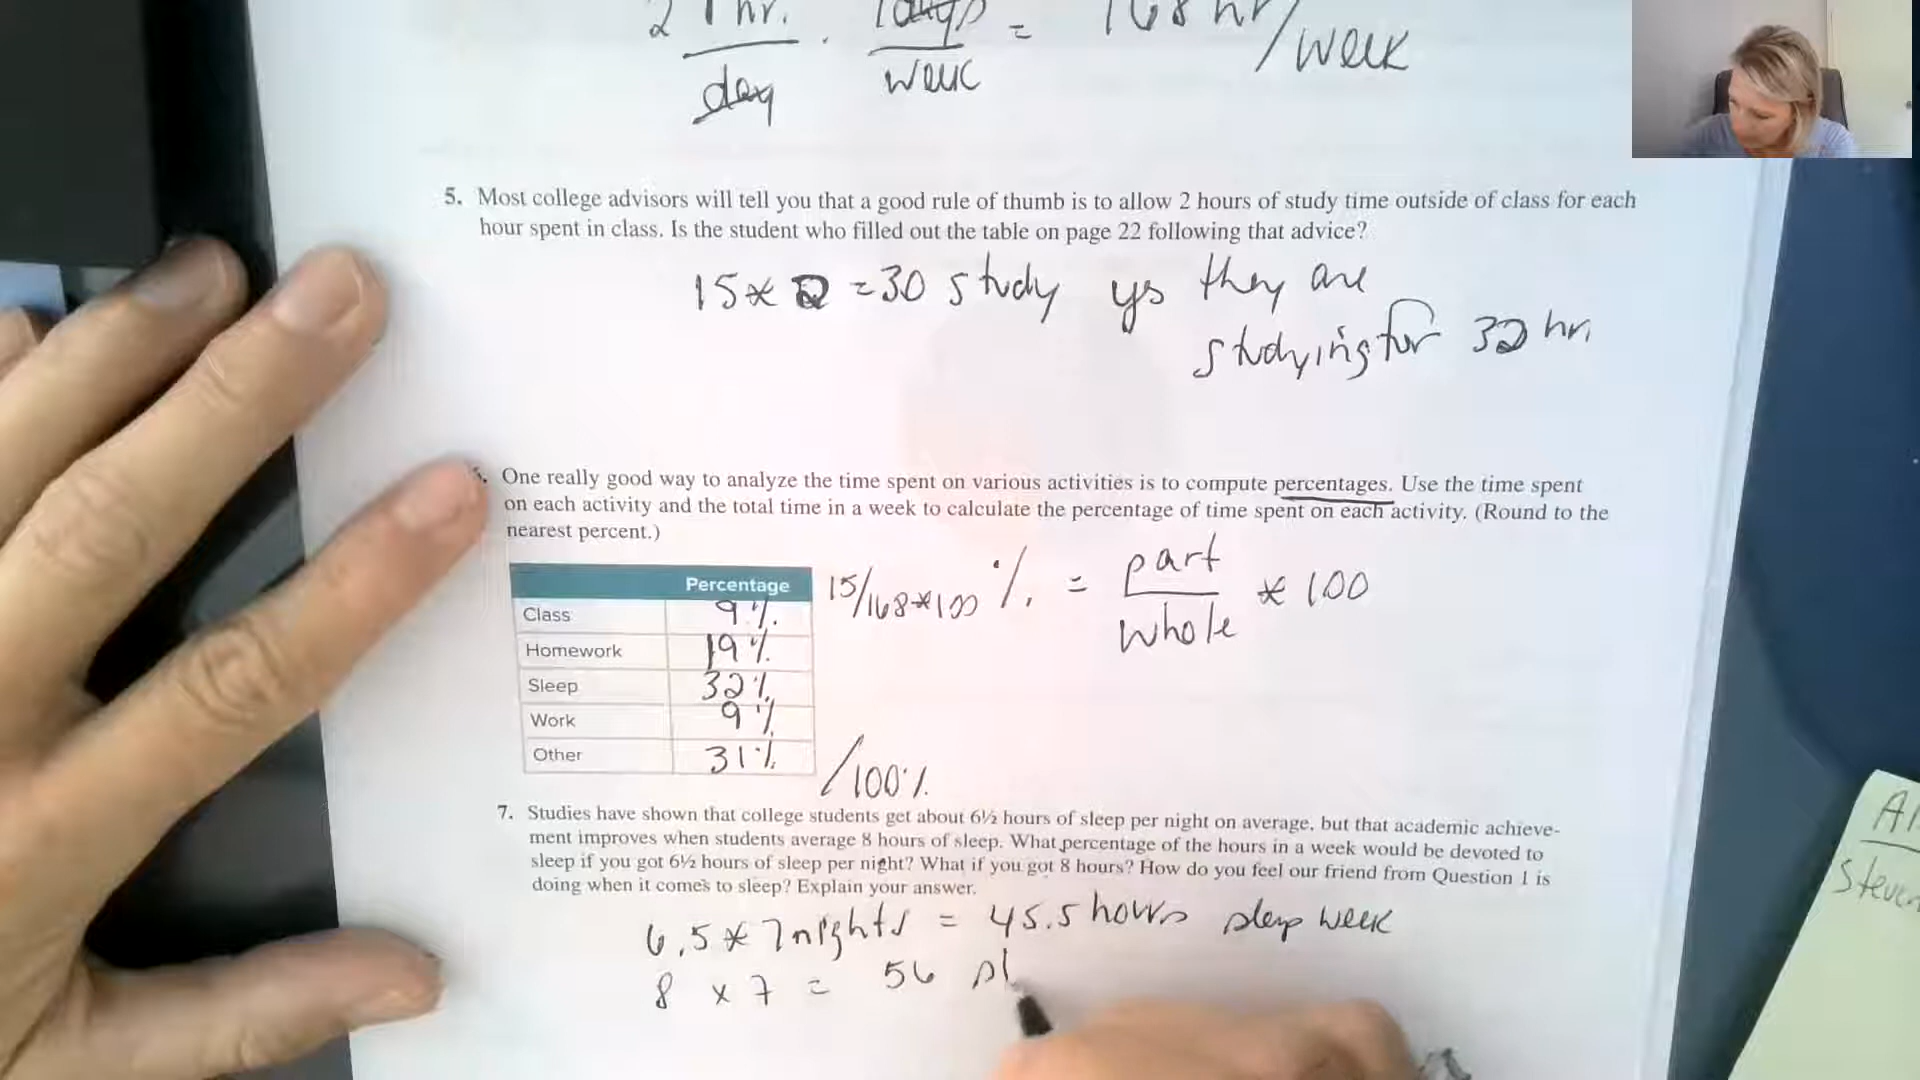 24 hr. . 7 days = 168 hr/week
day week
5. Most college advisors will tell you that a good rule of thumb is to allow 2 hours of study time outside of class for each
hour spent in class. Is the student who filled out the table on page 22 following that advice?
15 * 2 = 30 study ys they are
studying for 32 hr.
One really good way to analyze the time spent on various activities is to compute percentages. Use the time spent
on each activity and the total time in a week to calculate the percentage of time spent on each activity. (Round to the
nearest percent.)
Percentage
Class 9%
Homework 19%
Sleep 32%
Work 9%
Other 31%
15/168*100
% = part * 100
whole
/100%
7. Studies have shown that college students get about 6½ hours of sleep per night on average, but that academic achieve-
ment improves when students average 8 hours of sleep. What percentage of the hours in a week would be devoted to
sleep if you got 6½ hours of sleep per night? What if you got 8 hours? How do you feel our friend from Question 1 is
doing when it comes to sleep? Explain your answer.
6.5 * 7 nights = 45.5 hours sleep week
8 x 7 = 56 sl